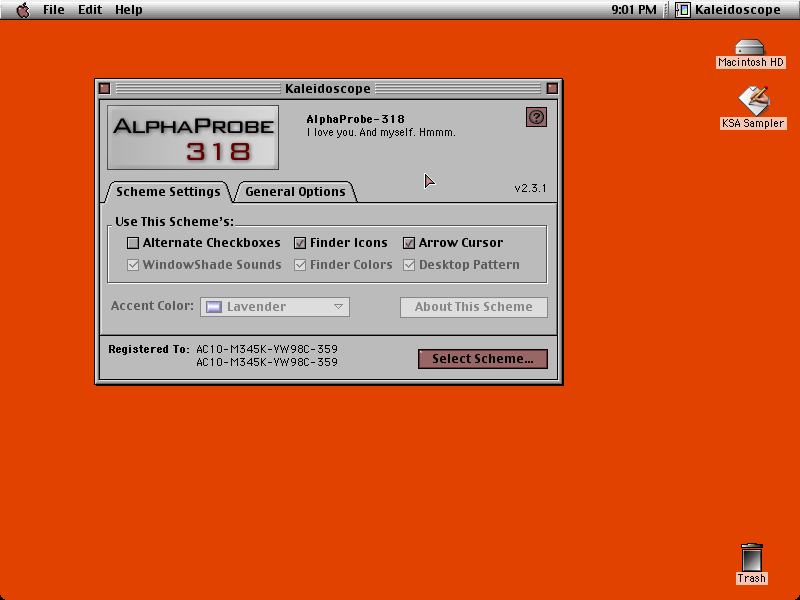 File Edit Help 9:01 PM Kaleidoscope
Macintosh HD
KSA Sampler
Kaleidoscope
ALPHAPROBE
318
AlphaProbe-318
I love you. And myself. Hmmm.
?
v2.3.1
Scheme Settings General Options
Use This Scheme's:
Alternate Checkboxes Finder Icons Arrow Cursor
WindowShade Sounds Finder Colors Desktop Pattern
Accent Color: Lavender About This Scheme
Registered To: AC10-M345K-VW98C-359
AC10-M345K-VW98C-359
Select Scheme...
Trash